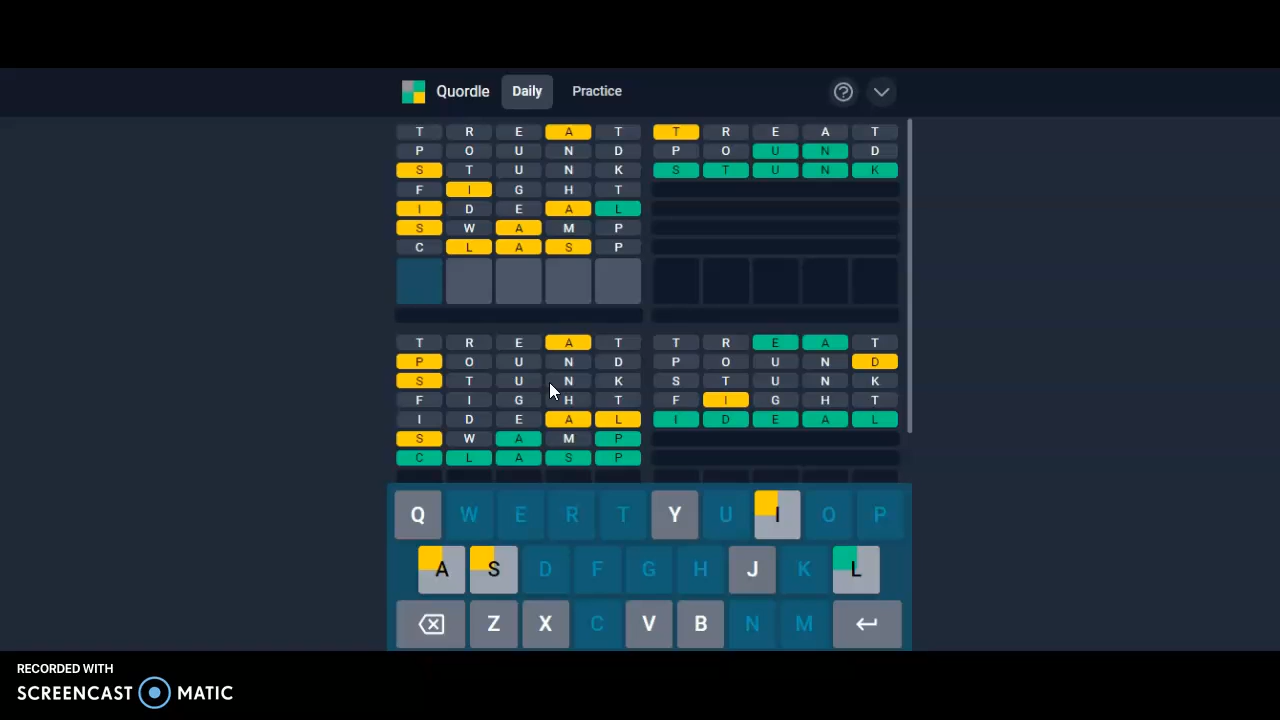 Quordle Daily Practice
T R E A T T R E A T
P O U N D P O U N D
S T U N K S T U N K
F I G H T
I D E A L
S W A M P
C L A S P
T R E A T T R E A T
P O U N D P O U N D
S T U N K S T U N K
F I G H T F I G H T
I D E A L I D E A L
S W A M P
C L A S P
Q W E R T Y U I O P
A S D F G H J K L
Z X C V B N M
RECORDED WITH
SCREENCAST MATIC